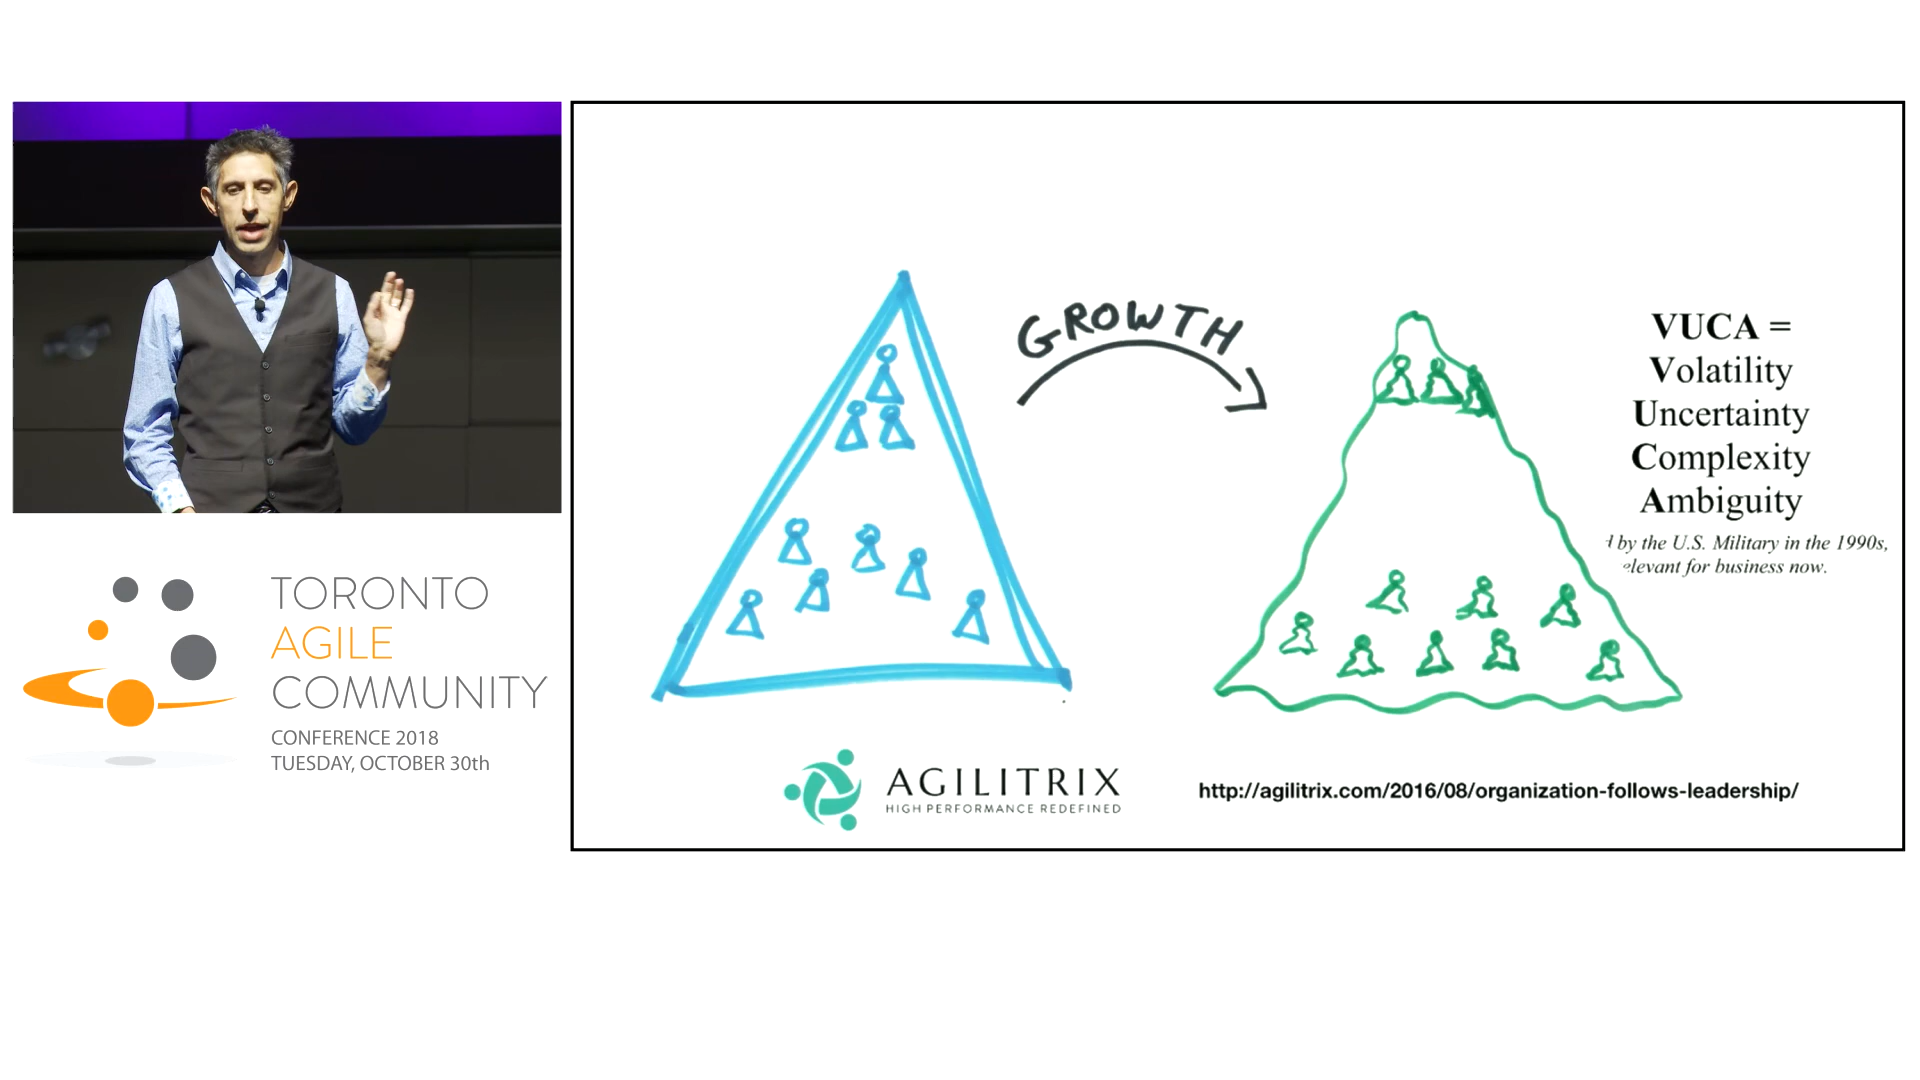 TORONTO
AGILE
COMMUNITY
CONFERENCE 2018
TUESDAY, OCTOBER 30th
GROWTH
VUCA =
Volatility
Uncertainty
Complexity
Ambiguity
by the U.S. Military in the 1990s,
for business now.
AGILITRIX
HIGH PERFORMANCE REDEFINED
http://agilitrix.com/2016/08/organization-follows-leadership/